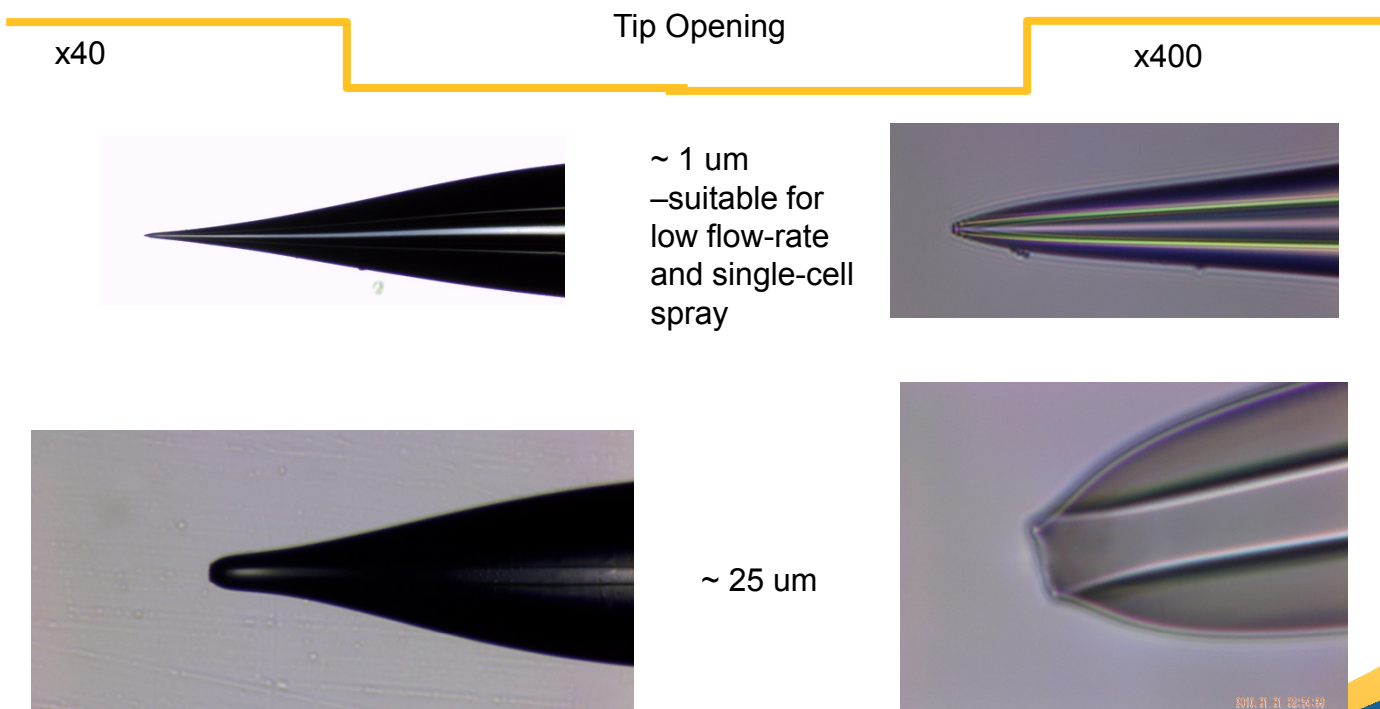 Tip Opening
x40
x400
~ 1 um
–suitable for
low flow-rate
and single-cell
spray
~ 25 um